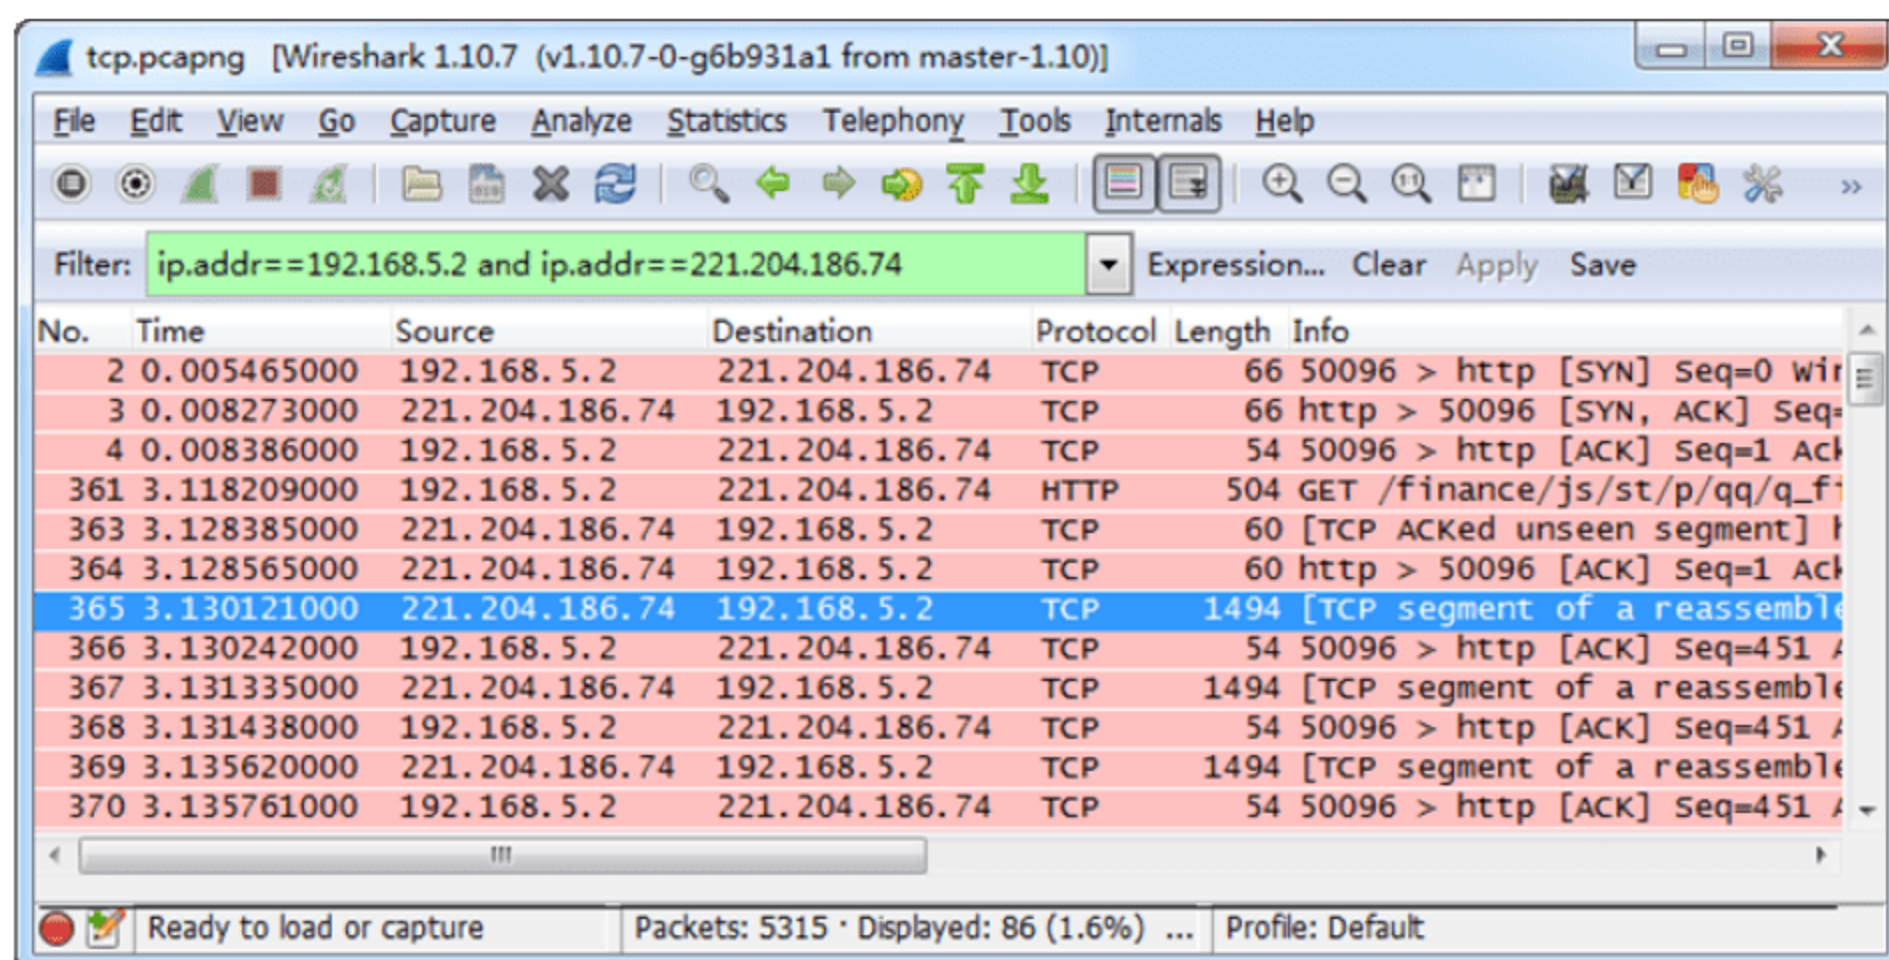 tcp.pcapng [Wireshark 1.10.7 (v1.10.7-0-g6b931a1 from master-1.10)]
File Edit View Go Capture Analyze Statistics Telephony Tools Internals Help
Filter: ip.addr==192.168.5.2 and ip.addr==221.204.186.74 Expression... Clear Apply Save
No. Time Source Destination Protocol Length Info
2 0.005465000 192.168.5.2 221.204.186.74 TCP 66 50096 > http [SYN] Seq=0 Win
3 0.008273000 221.204.186.74 192.168.5.2 TCP 66 http > 50096 [SYN, ACK] Seq=
4 0.008386000 192.168.5.2 221.204.186.74 TCP 54 50096 > http [ACK] Seq=1 Ack
361 3.118209000 192.168.5.2 221.204.186.74 HTTP 504 GET /finance/js/st/p/qq/q_fi
363 3.128385000 221.204.186.74 192.168.5.2 TCP 60 [TCP ACKed unseen segment] h
364 3.128565000 221.204.186.74 192.168.5.2 TCP 60 http > 50096 [ACK] Seq=1 Ack
365 3.130121000 221.204.186.74 192.168.5.2 TCP 1494 [TCP segment of a reassemble
366 3.130242000 192.168.5.2 221.204.186.74 TCP 54 50096 > http [ACK] Seq=451 A
367 3.131335000 221.204.186.74 192.168.5.2 TCP 1494 [TCP segment of a reassemble
368 3.131438000 192.168.5.2 221.204.186.74 TCP 54 50096 > http [ACK] Seq=451 A
369 3.135620000 221.204.186.74 192.168.5.2 TCP 1494 [TCP segment of a reassemble
370 3.135761000 192.168.5.2 221.204.186.74 TCP 54 50096 > http [ACK] Seq=451 A
Ready to load or capture Packets: 5315 · Displayed: 86 (1.6%) ... Profile: Default